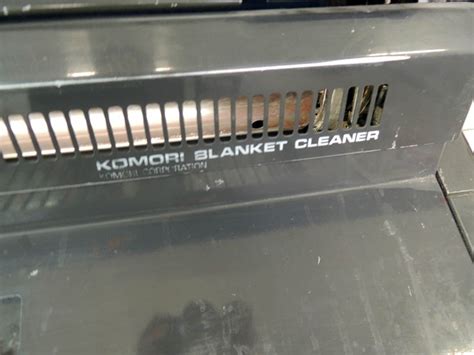 KOMORI BLANKET CLEANER
KOMORI CORPORATION